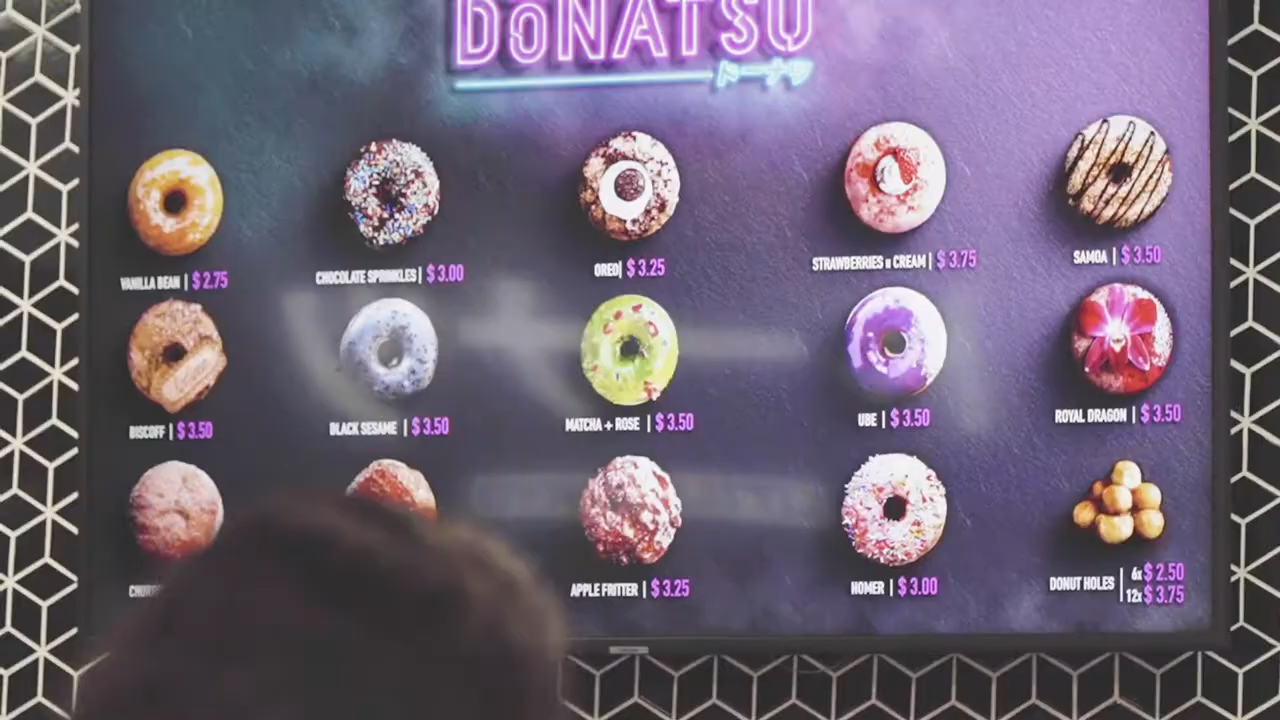 DONATSU
ドーナツ
VANILLA BEAN | $2.75
CHOCOLATE SPRINKLES | $3.00
OREO | $3.25
STRAWBERRIES n CREAM | $3.75
SAMOA | $3.50
BISCOFF | $3.50
BLACK SESAME | $3.50
MATCHA + ROSE | $3.50
UBE | $3.50
ROYAL DRAGON | $3.50
APPLE FRITTER | $3.25
HOMER | $3.00
DONUT HOLES | 6x $2.50
12x $3.75